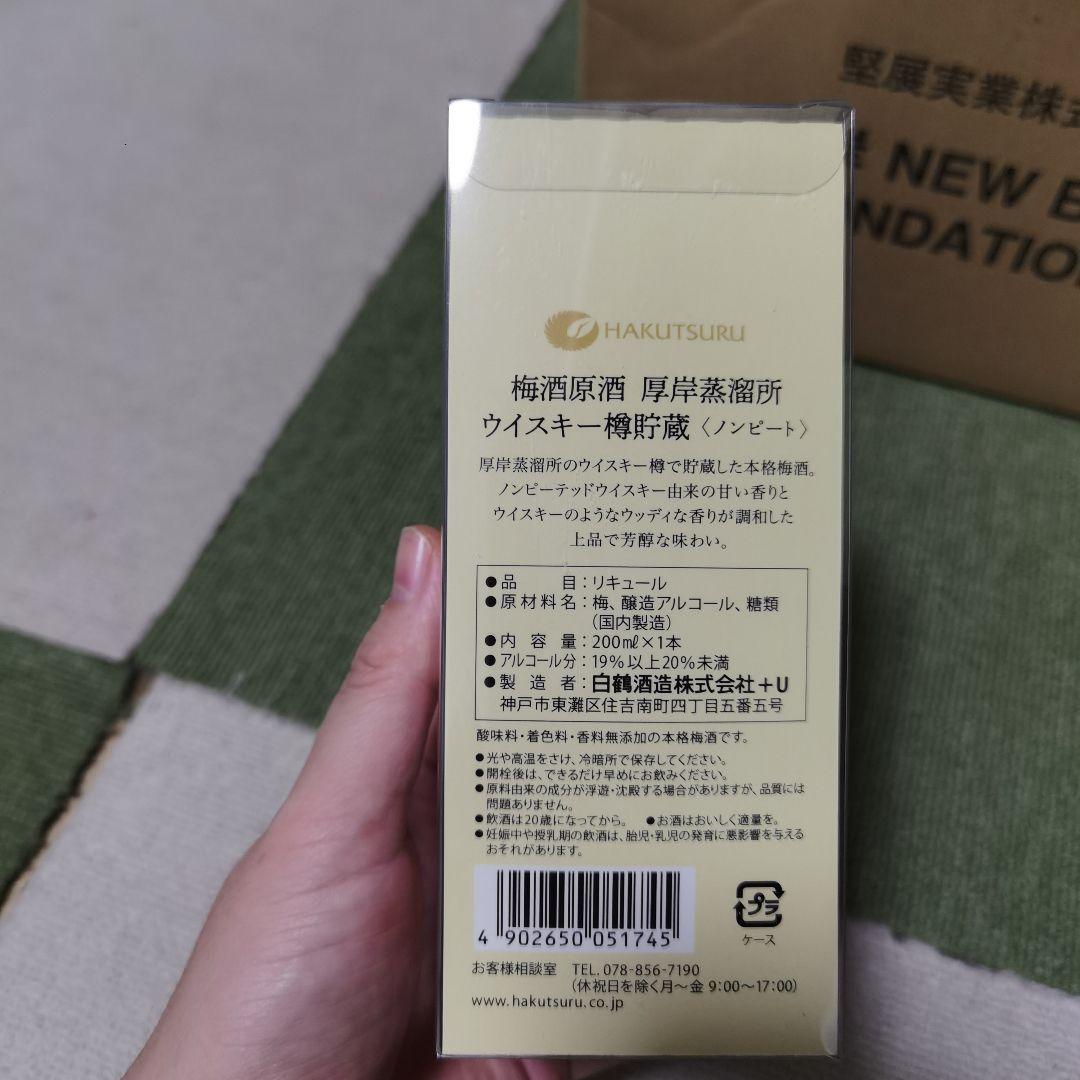 堅展実業株式
NEW B
NDATION
HAKUTSURU
梅酒原酒 厚岸蒸溜所
ウイスキー樽貯蔵〈ノンピート〉
厚岸蒸溜所のウイスキー樽で貯蔵した本格梅酒。
ノンピーテッドウイスキー由来の甘い香りと
ウイスキーのようなウッディな香りが調和した
上品で芳醇な味わい。
●品 目：リキュール
●原材料名：梅、醸造アルコール、糖類
（国内製造）
●内容量：200mℓ×1本
●アルコール分：19％以上20％未満
●製造者：白鶴酒造株式会社＋U
神戸市東灘区住吉南町四丁目五番五号
酸味料・着色料・香料無添加の本格梅酒です。
●光や高温をさけ、冷暗所で保存してください。
●開栓後は、できるだけ早めにお飲みください。
●原料由来の成分が浮遊・沈殿する場合がありますが、品質には
問題ありません。
●飲酒は20歳になってから。 ●お酒はおいしく適量を。
●妊娠中や授乳期の飲酒は、胎児・乳児の発育に悪影響を与える
おそれがあります。
4 902650 051745
プラ
ケース
お客様相談室 TEL. 078-856-7190
（休祝日を除く月～金 9:00～17:00）
www.hakutsuru.co.jp